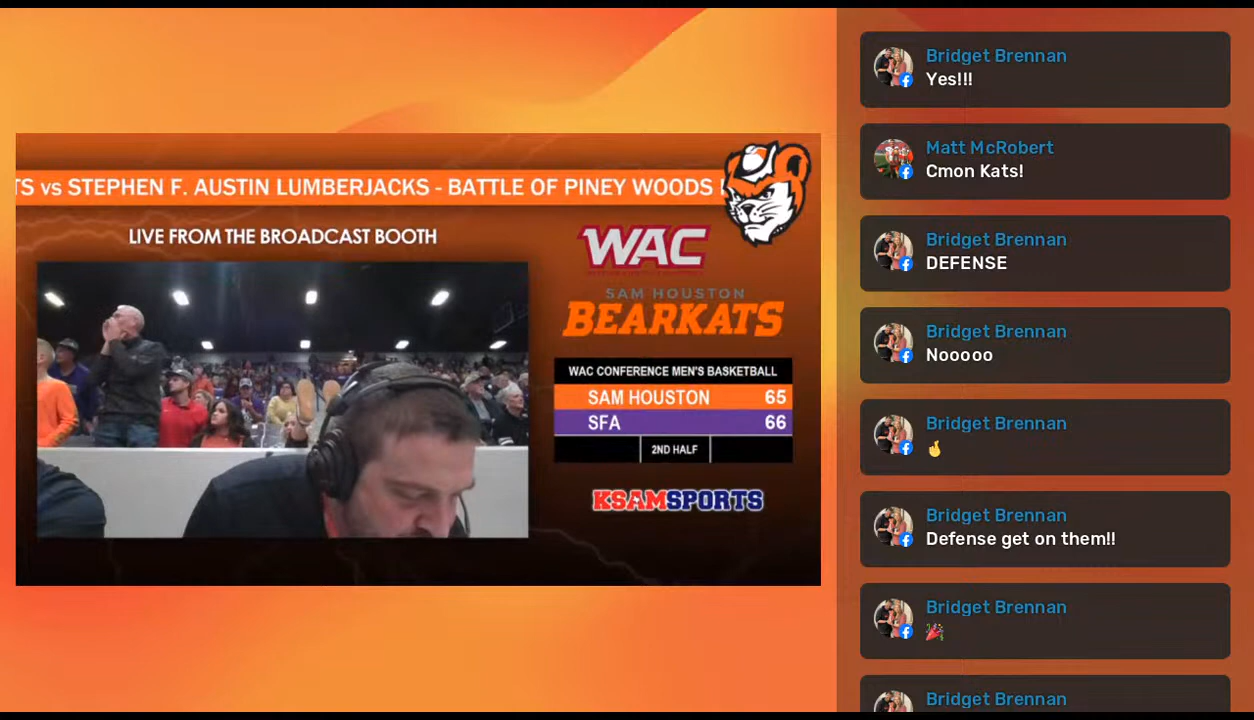 TS vs STEPHEN F. AUSTIN LUMBERJACKS - BATTLE OF PINEY WOODS
LIVE FROM THE BROADCAST BOOTH
WAC
SAM HOUSTON
BEARKATS
WAC CONFERENCE MEN'S BASKETBALL
SAM HOUSTON 65
SFA 66
2ND HALF
KSAMSPORTS
Bridget Brennan
Yes!!!
Matt McRobert
Cmon Kats!
Bridget Brennan
DEFENSE
Bridget Brennan
Nooooo
Bridget Brennan
🤞
Bridget Brennan
Defense get on them!!
Bridget Brennan
🎉
Bridget Brennan